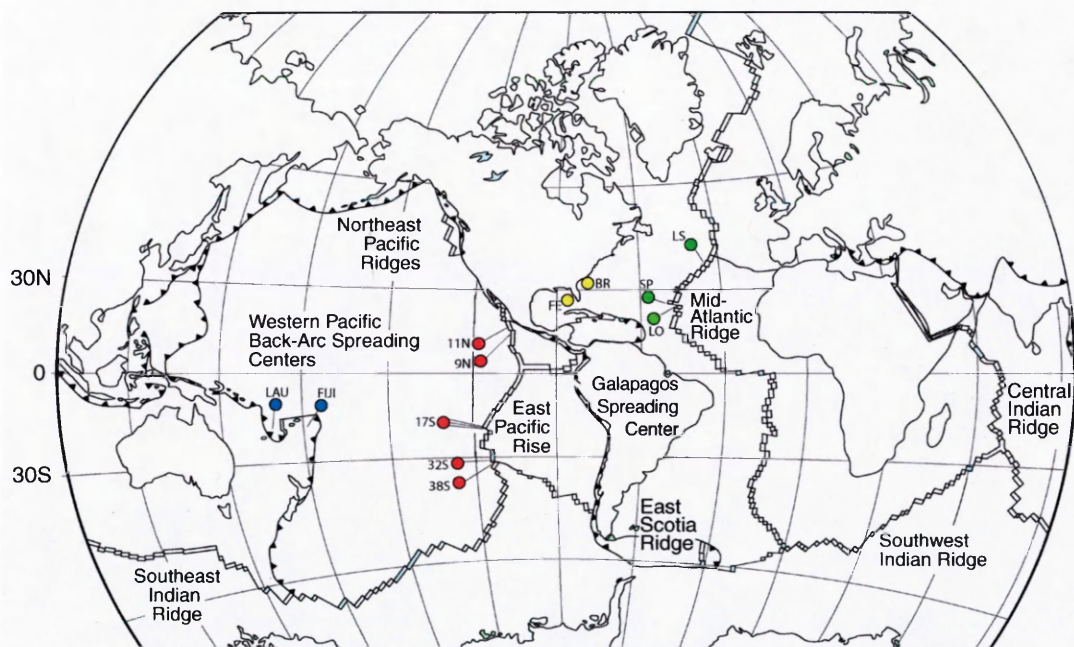 LS
Northeast
Pacific
Ridges
30N
BR
SP
Mid-
Atlantic
Ridge
LO
Western Pacific
Back-Arc Spreading
Centers
11N
9N
0
LAU
FIJI
17S
East
Pacific
Rise
Galapagos
Spreading
Center
Central
Indian
Ridge
32S
30S
38S
East
Scotia
Ridge
Southwest
Indian Ridge
Southeast
Indian
Ridge